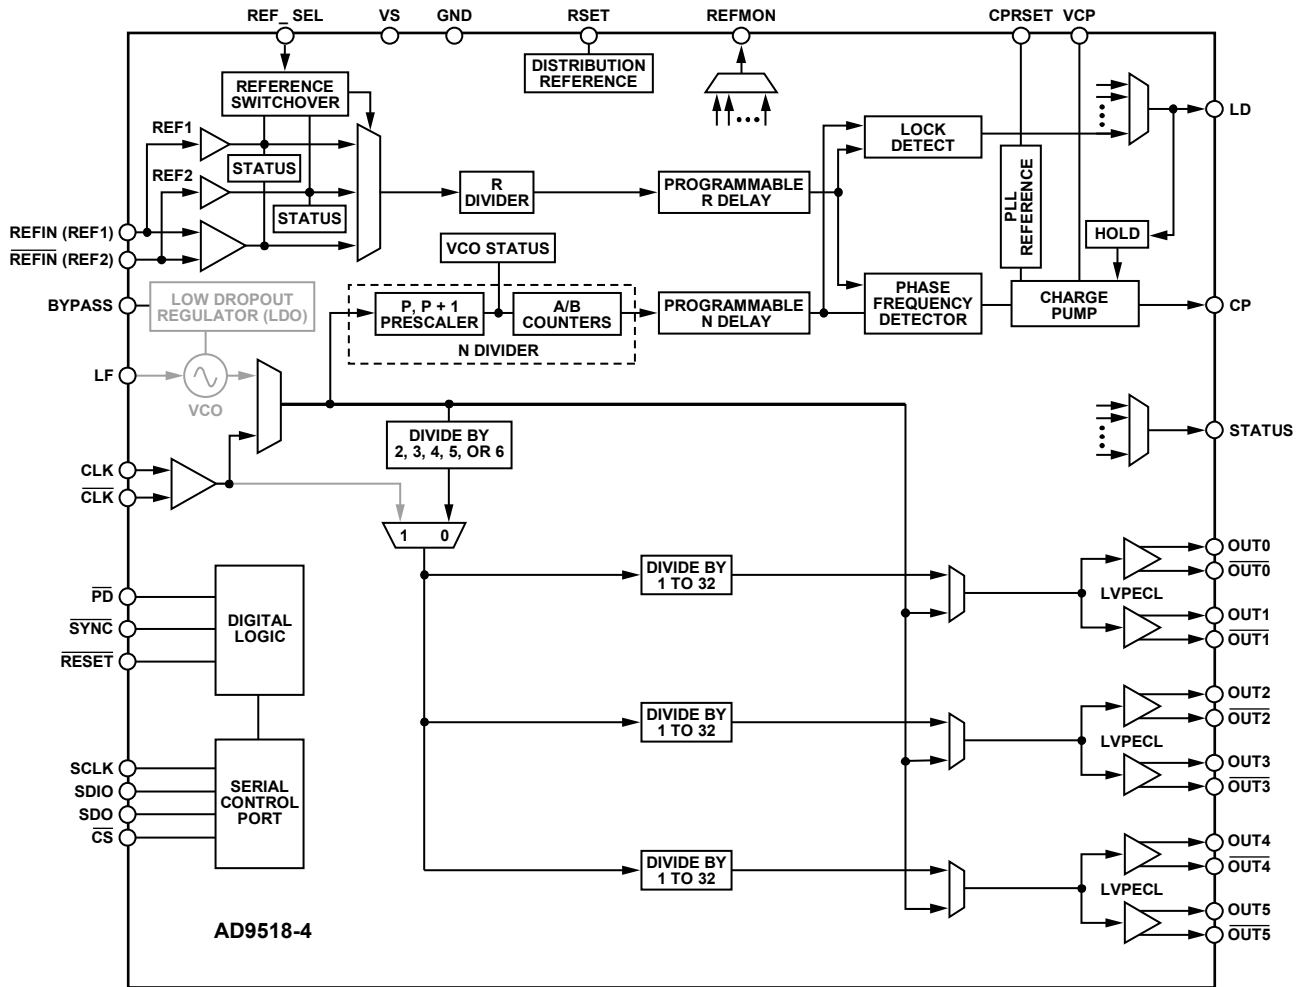 REF_ SEL
VS
GND
RSET
REFMON
CPRSET
VCP
DISTRIBUTION
REFERENCE
REFERENCE
SWITCHOVER
REF1
STATUS
REF2
STATUS
REFIN (REF1)
REFIN (REF2)
BYPASS
LF
R
DIVIDER
PROGRAMMABLE
R DELAY
LOCK
DETECT
PLL
REFERENCE
HOLD
LD
VCO STATUS
LOW DROPOUT
REGULATOR (LDO)
VCO
P, P + 1
PRESCALER
A/B
COUNTERS
N DIVIDER
PROGRAMMABLE
N DELAY
PHASE
FREQUENCY
DETECTOR
CHARGE
PUMP
CP
STATUS
DIVIDE BY
2, 3, 4, 5, OR 6
CLK
CLK
1 0
PD
SYNC
RESET
DIGITAL
LOGIC
SCLK
SDIO
SDO
CS
SERIAL
CONTROL
PORT
DIVIDE BY
1 TO 32
LVPECL
OUT0
OUT0
OUT1
OUT1
DIVIDE BY
1 TO 32
LVPECL
OUT2
OUT2
OUT3
OUT3
DIVIDE BY
1 TO 32
LVPECL
OUT4
OUT4
OUT5
OUT5
AD9518-4